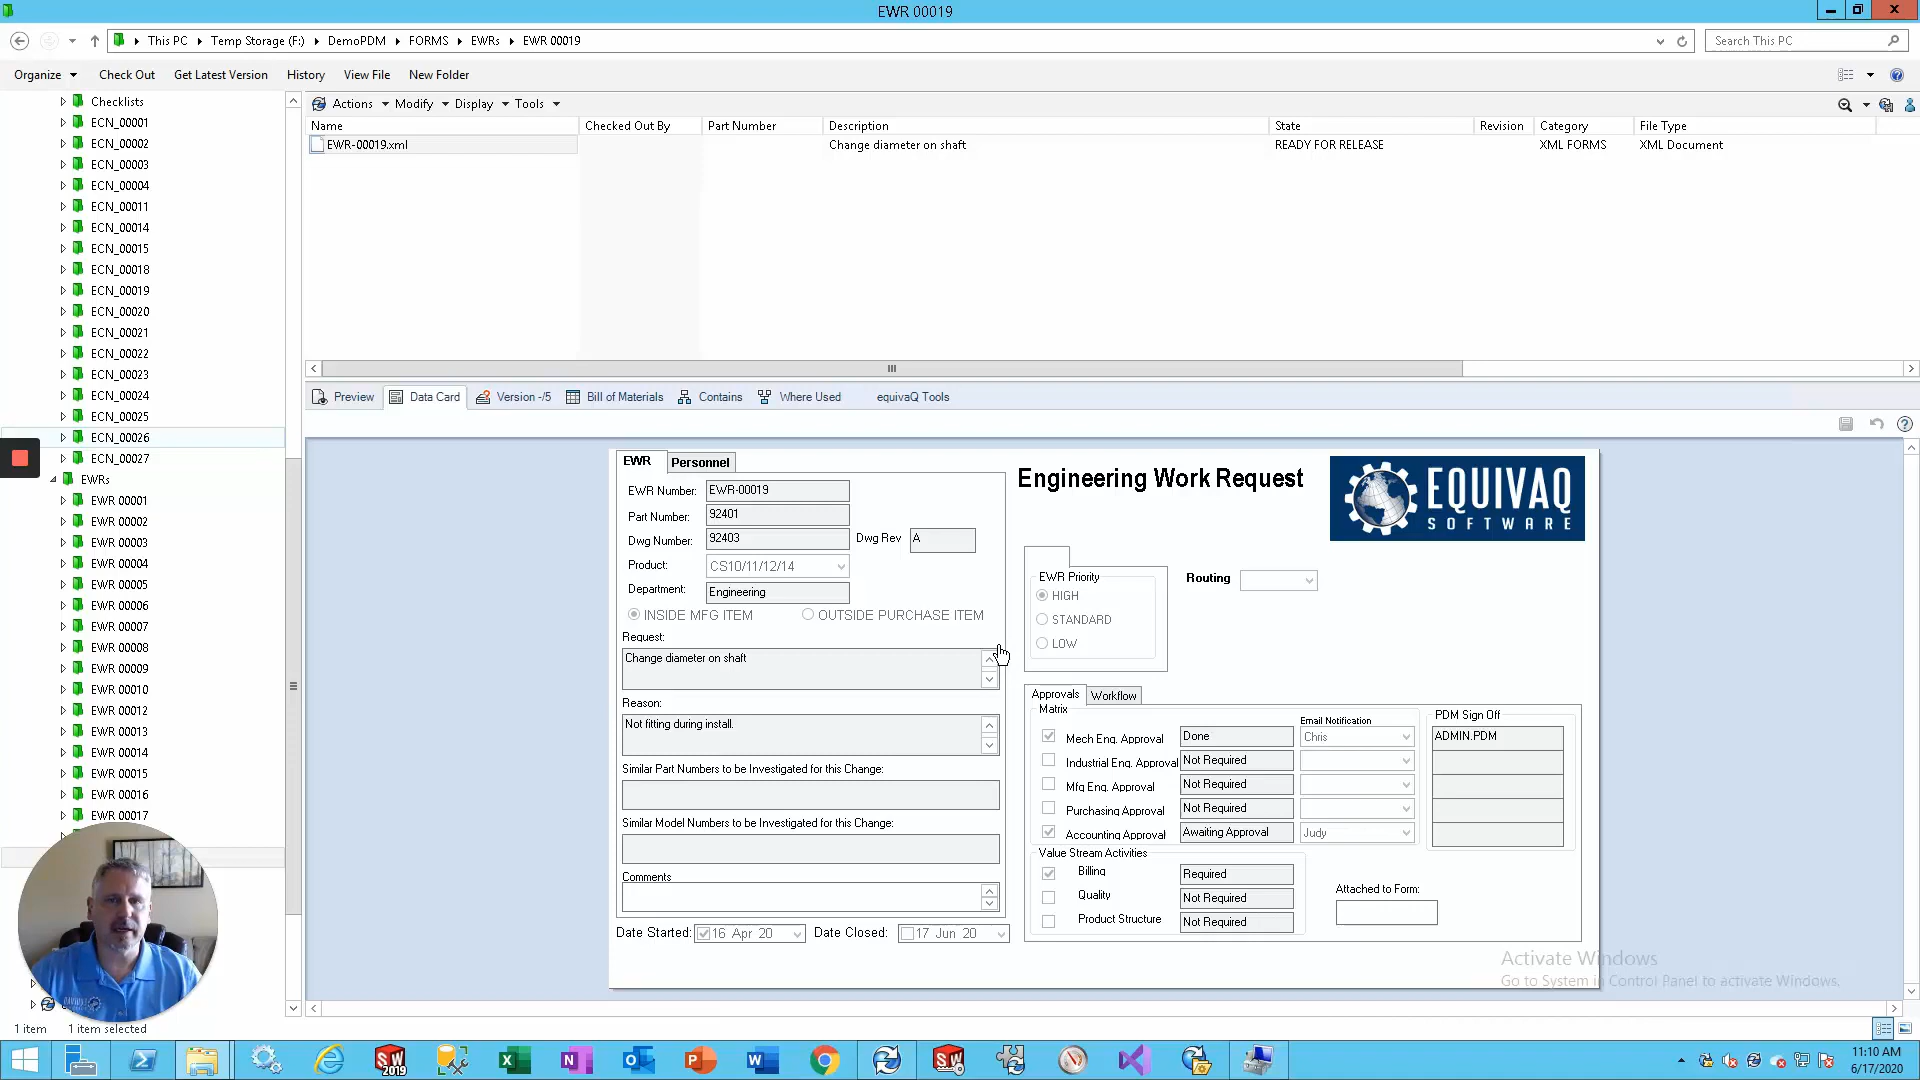 EWR 00019
This PC
Temp Storage (F:)
DemoPDM
FORMS
EWRs
EWR 00019
Search This PC
Organize
Check Out
Get Latest Version
History
View File
New Folder
Checklists
ECN_00001
ECN_00002
ECN_00003
ECN_00004
ECN_00011
ECN_00014
ECN_00015
ECN_00018
ECN_00019
ECN_00020
ECN_00021
ECN_00022
ECN_00023
ECN_00024
ECN_00025
ECN_00026
ECN_00027
EWRs
EWR 00001
EWR 00002
EWR 00003
EWR 00004
EWR 00005
EWR 00006
EWR 00007
EWR 00008
EWR 00009
EWR 00010
EWR 00012
EWR 00013
EWR 00014
EWR 00015
EWR 00016
EWR 00017
1 item
1 item selected
Actions
Modify
Display
Tools
Name Checked Out By Part Number Description State Revision Category File Type
EWR-00019.xml Change diameter on shaft READY FOR RELEASE XML FORMS XML Document
Preview
Data Card
Version -/5
Bill of Materials
Contains
Where Used
equivaQ Tools
EWR
Personnel
EWR Number: EWR-00019
Part Number: 92401
Dwg Number: 92403
Dwg Rev A
Product: CS10/11/12/14
Department: Engineering
INSIDE MFG ITEM
OUTSIDE PURCHASE ITEM
Request:
Change diameter on shaft
Reason:
Not fitting during install.
Similar Part Numbers to be Investigated for this Change:
Similar Model Numbers to be Investigated for this Change:
Comments
Date Started: 16 Apr 20
Date Closed: 17 Jun 20
Engineering Work Request
EQUIVAQ
SOFTWARE
EWR Priority
HIGH
STANDARD
LOW
Routing
Approvals
Workflow
Matrix
Email Notification
PDM Sign Off
Mech Eng. Approval Done Chris ADMIN.PDM
Industrial Eng. Approval Not Required
Mfg Eng. Approval Not Required
Purchasing Approval Not Required
Accounting Approval Awaiting Approval Judy
Value Stream Activities
Billing Required
Quality Not Required
Product Structure Not Required
Attached to Form:
Activate Windows
Go to System in Control Panel to activate Windows.
SW
2019
11:10 AM
6/17/2020